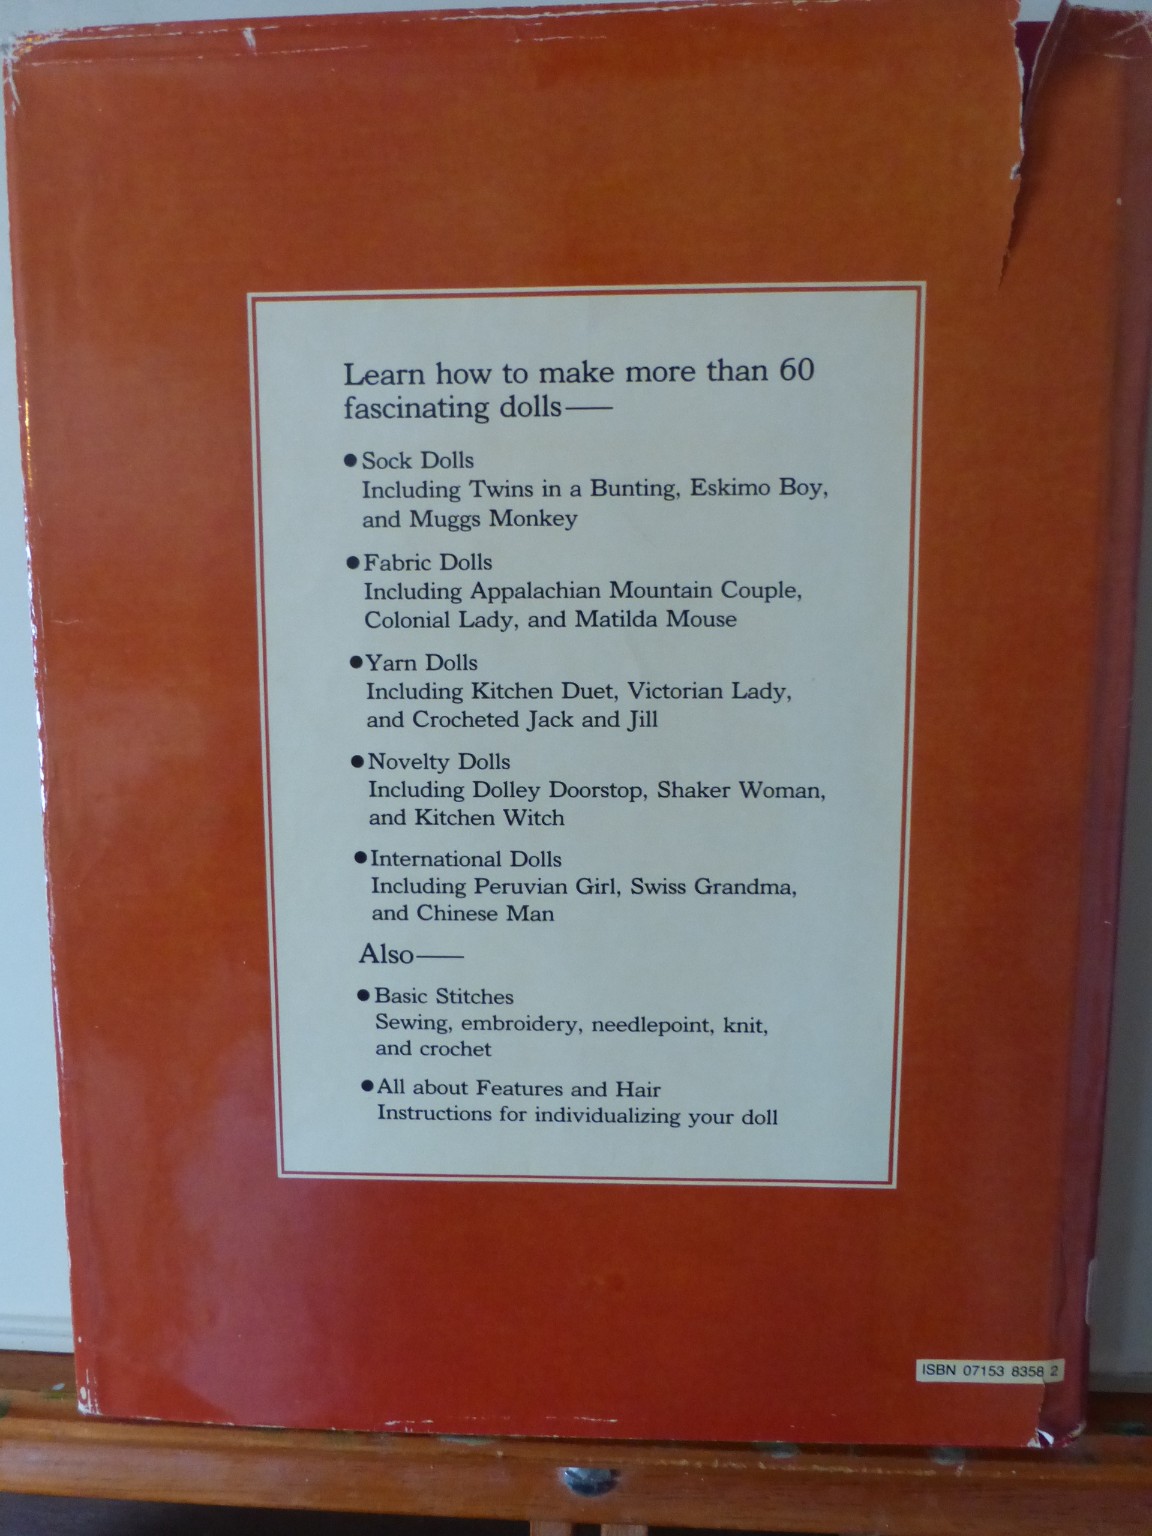 Learn how to make more than 60
fascinating dolls——
● Sock Dolls
Including Twins in a Bunting, Eskimo Boy,
and Muggs Monkey
● Fabric Dolls
Including Appalachian Mountain Couple,
Colonial Lady, and Matilda Mouse
● Yarn Dolls
Including Kitchen Duet, Victorian Lady,
and Crocheted Jack and Jill
● Novelty Dolls
Including Dolley Doorstop, Shaker Woman,
and Kitchen Witch
● International Dolls
Including Peruvian Girl, Swiss Grandma,
and Chinese Man
Also——
● Basic Stitches
Sewing, embroidery, needlepoint, knit,
and crochet
● All about Features and Hair
Instructions for individualizing your doll
ISBN 07153 8358 2